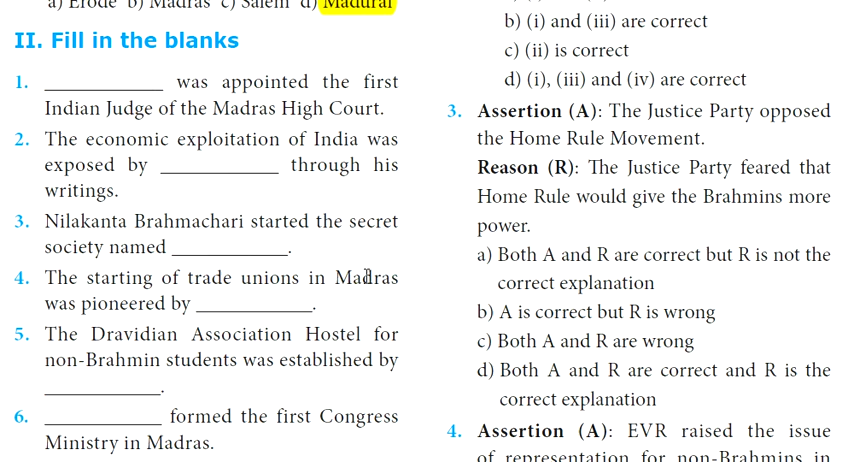 a) Erode b) Madras c) Salem d) Madurai
II. Fill in the blanks
1. ____________ was appointed the first
Indian Judge of the Madras High Court.
2. The economic exploitation of India was
exposed by ____________ through his
writings.
3. Nilakanta Brahmachari started the secret
society named ____________.
4. The starting of trade unions in Madras
was pioneered by ____________.
5. The Dravidian Association Hostel for
non-Brahmin students was established by
____________.
6. ____________ formed the first Congress
Ministry in Madras.
b) (i) and (iii) are correct
c) (ii) is correct
d) (i), (iii) and (iv) are correct
3. Assertion (A): The Justice Party opposed
the Home Rule Movement.
Reason (R): The Justice Party feared that
Home Rule would give the Brahmins more
power.
a) Both A and R are correct but R is not the
correct explanation
b) A is correct but R is wrong
c) Both A and R are wrong
d) Both A and R are correct and R is the
correct explanation
4. Assertion (A): EVR raised the issue
of representation for non-Brahmins in